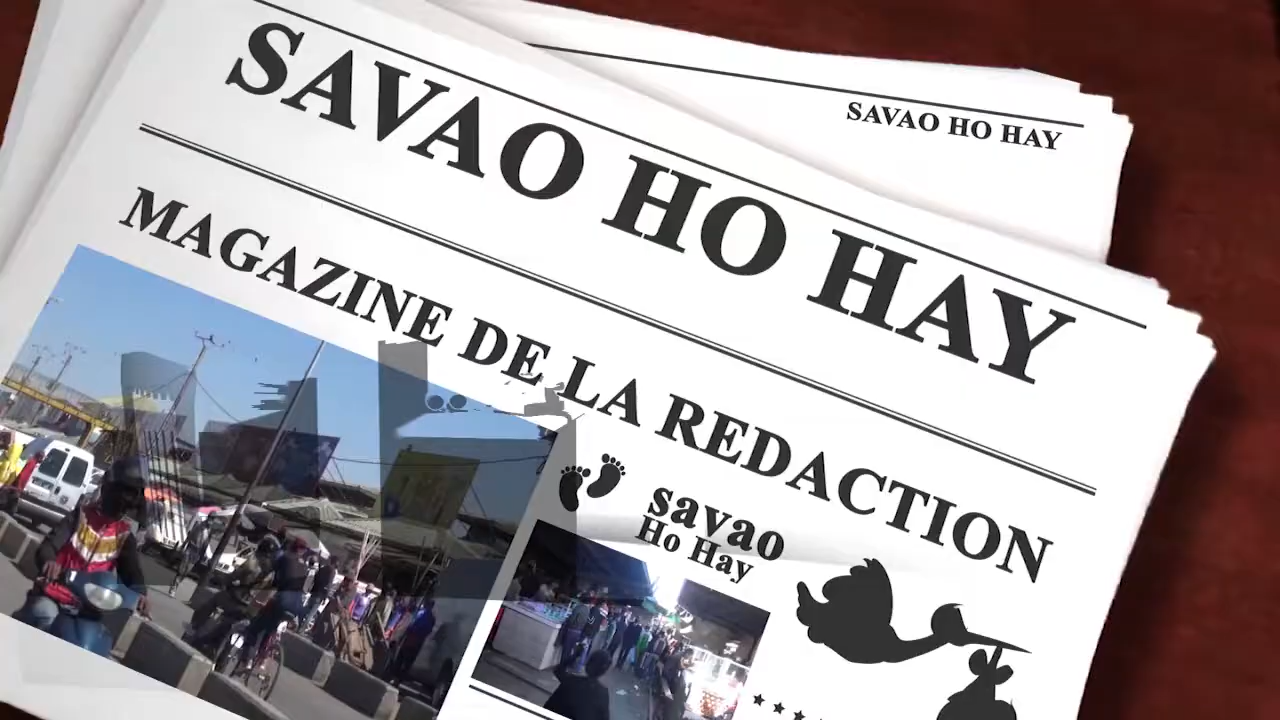 SAVAO HO HAY
SAVAO HO HAY
MAGAZINE DE LA REDACTION
savao
Ho Hay